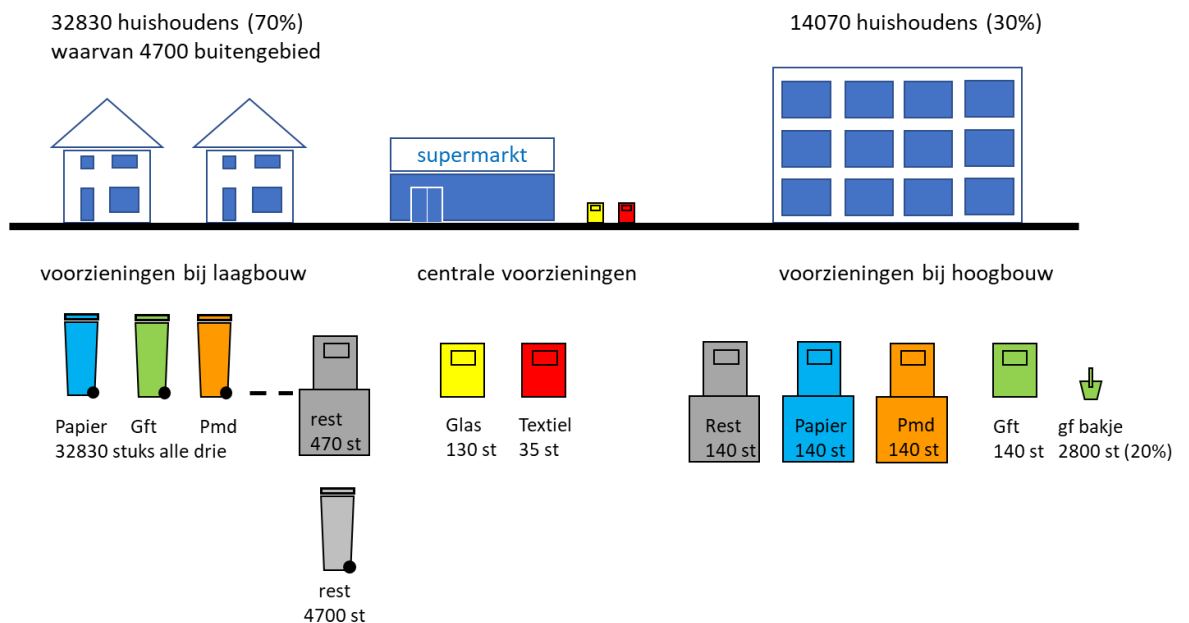 32830 huishoudens (70%)
waarvan 4700 buitengebied
14070 huishoudens (30%)
supermarkt
voorzieningen bij laagbouw
centrale voorzieningen
voorzieningen bij hoogbouw
Papier
Gft
Pmd
32830 stuks alle drie
rest
470 st
rest
4700 st
Glas
130 st
Textiel
35 st
Rest
140 st
Papier
140 st
Pmd
140 st
Gft
140 st
gf bakje
2800 st (20%)